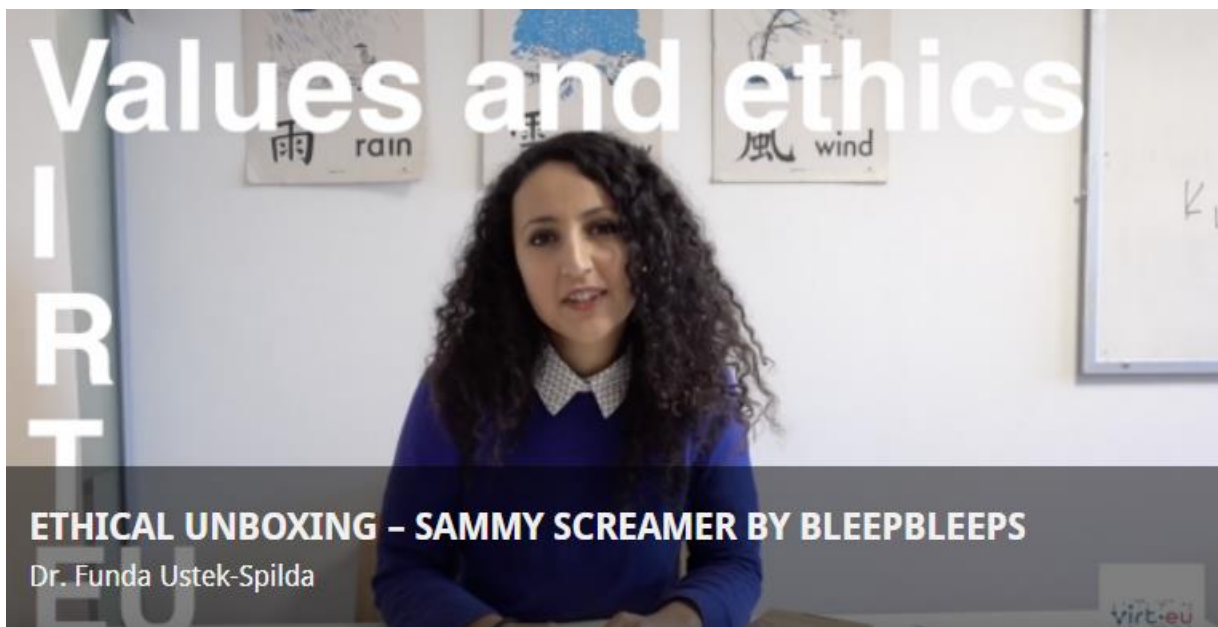 Values and ethics
I
R
T
EU
雨 rain
風 wind
K
ETHICAL UNBOXING – SAMMY SCREAMER BY BLEEPBLEEPS
Dr. Funda Ustek-Spilda
virt-eu